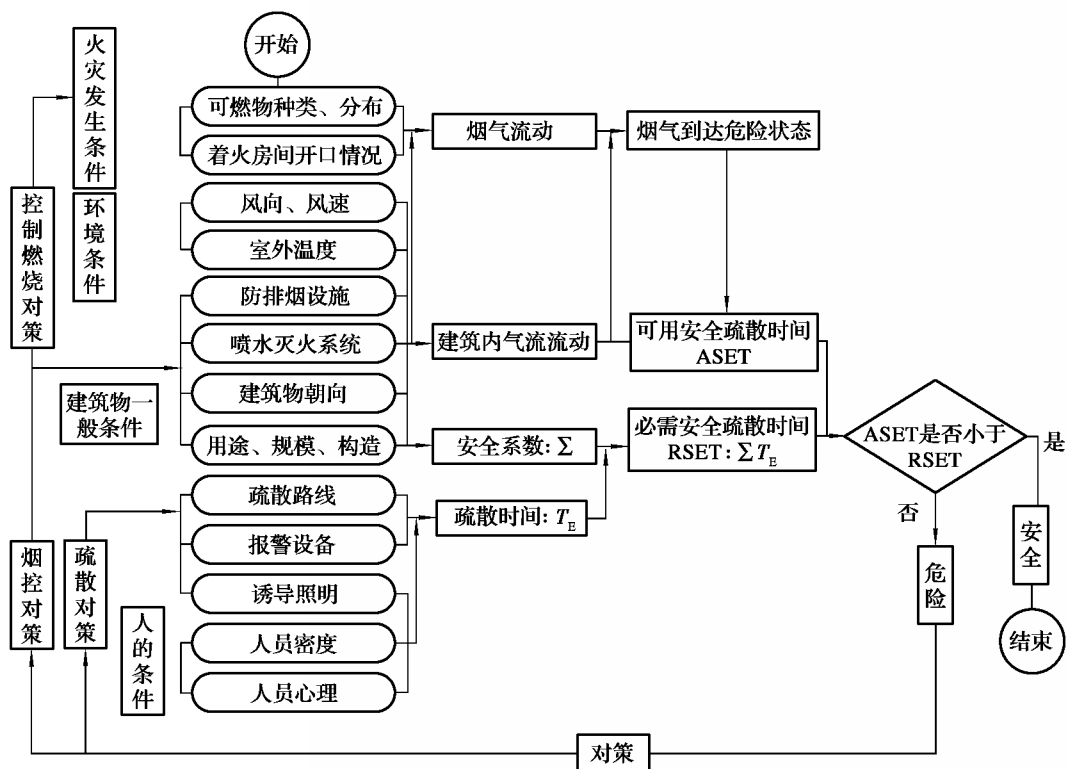 开始
火灾发生条件
环境条件
控制燃烧对策
可燃物种类、分布
着火房间开口情况
风向、风速
室外温度
防排烟设施
喷水灭火系统
建筑物朝向
用途、规模、构造
建筑物一
般条件
烟气流动
烟气到达危险状态
建筑内气流流动
可用安全疏散时间
ASET
安全系数:∑
必需安全疏散时间
RSET:∑TE
ASET是否小于
RSET
是
否
疏散路线
报警设备
诱导照明
人员密度
人员心理
疏散时间:TE
烟控对策
疏散对策
人的条件
危险
安全
结束
对策